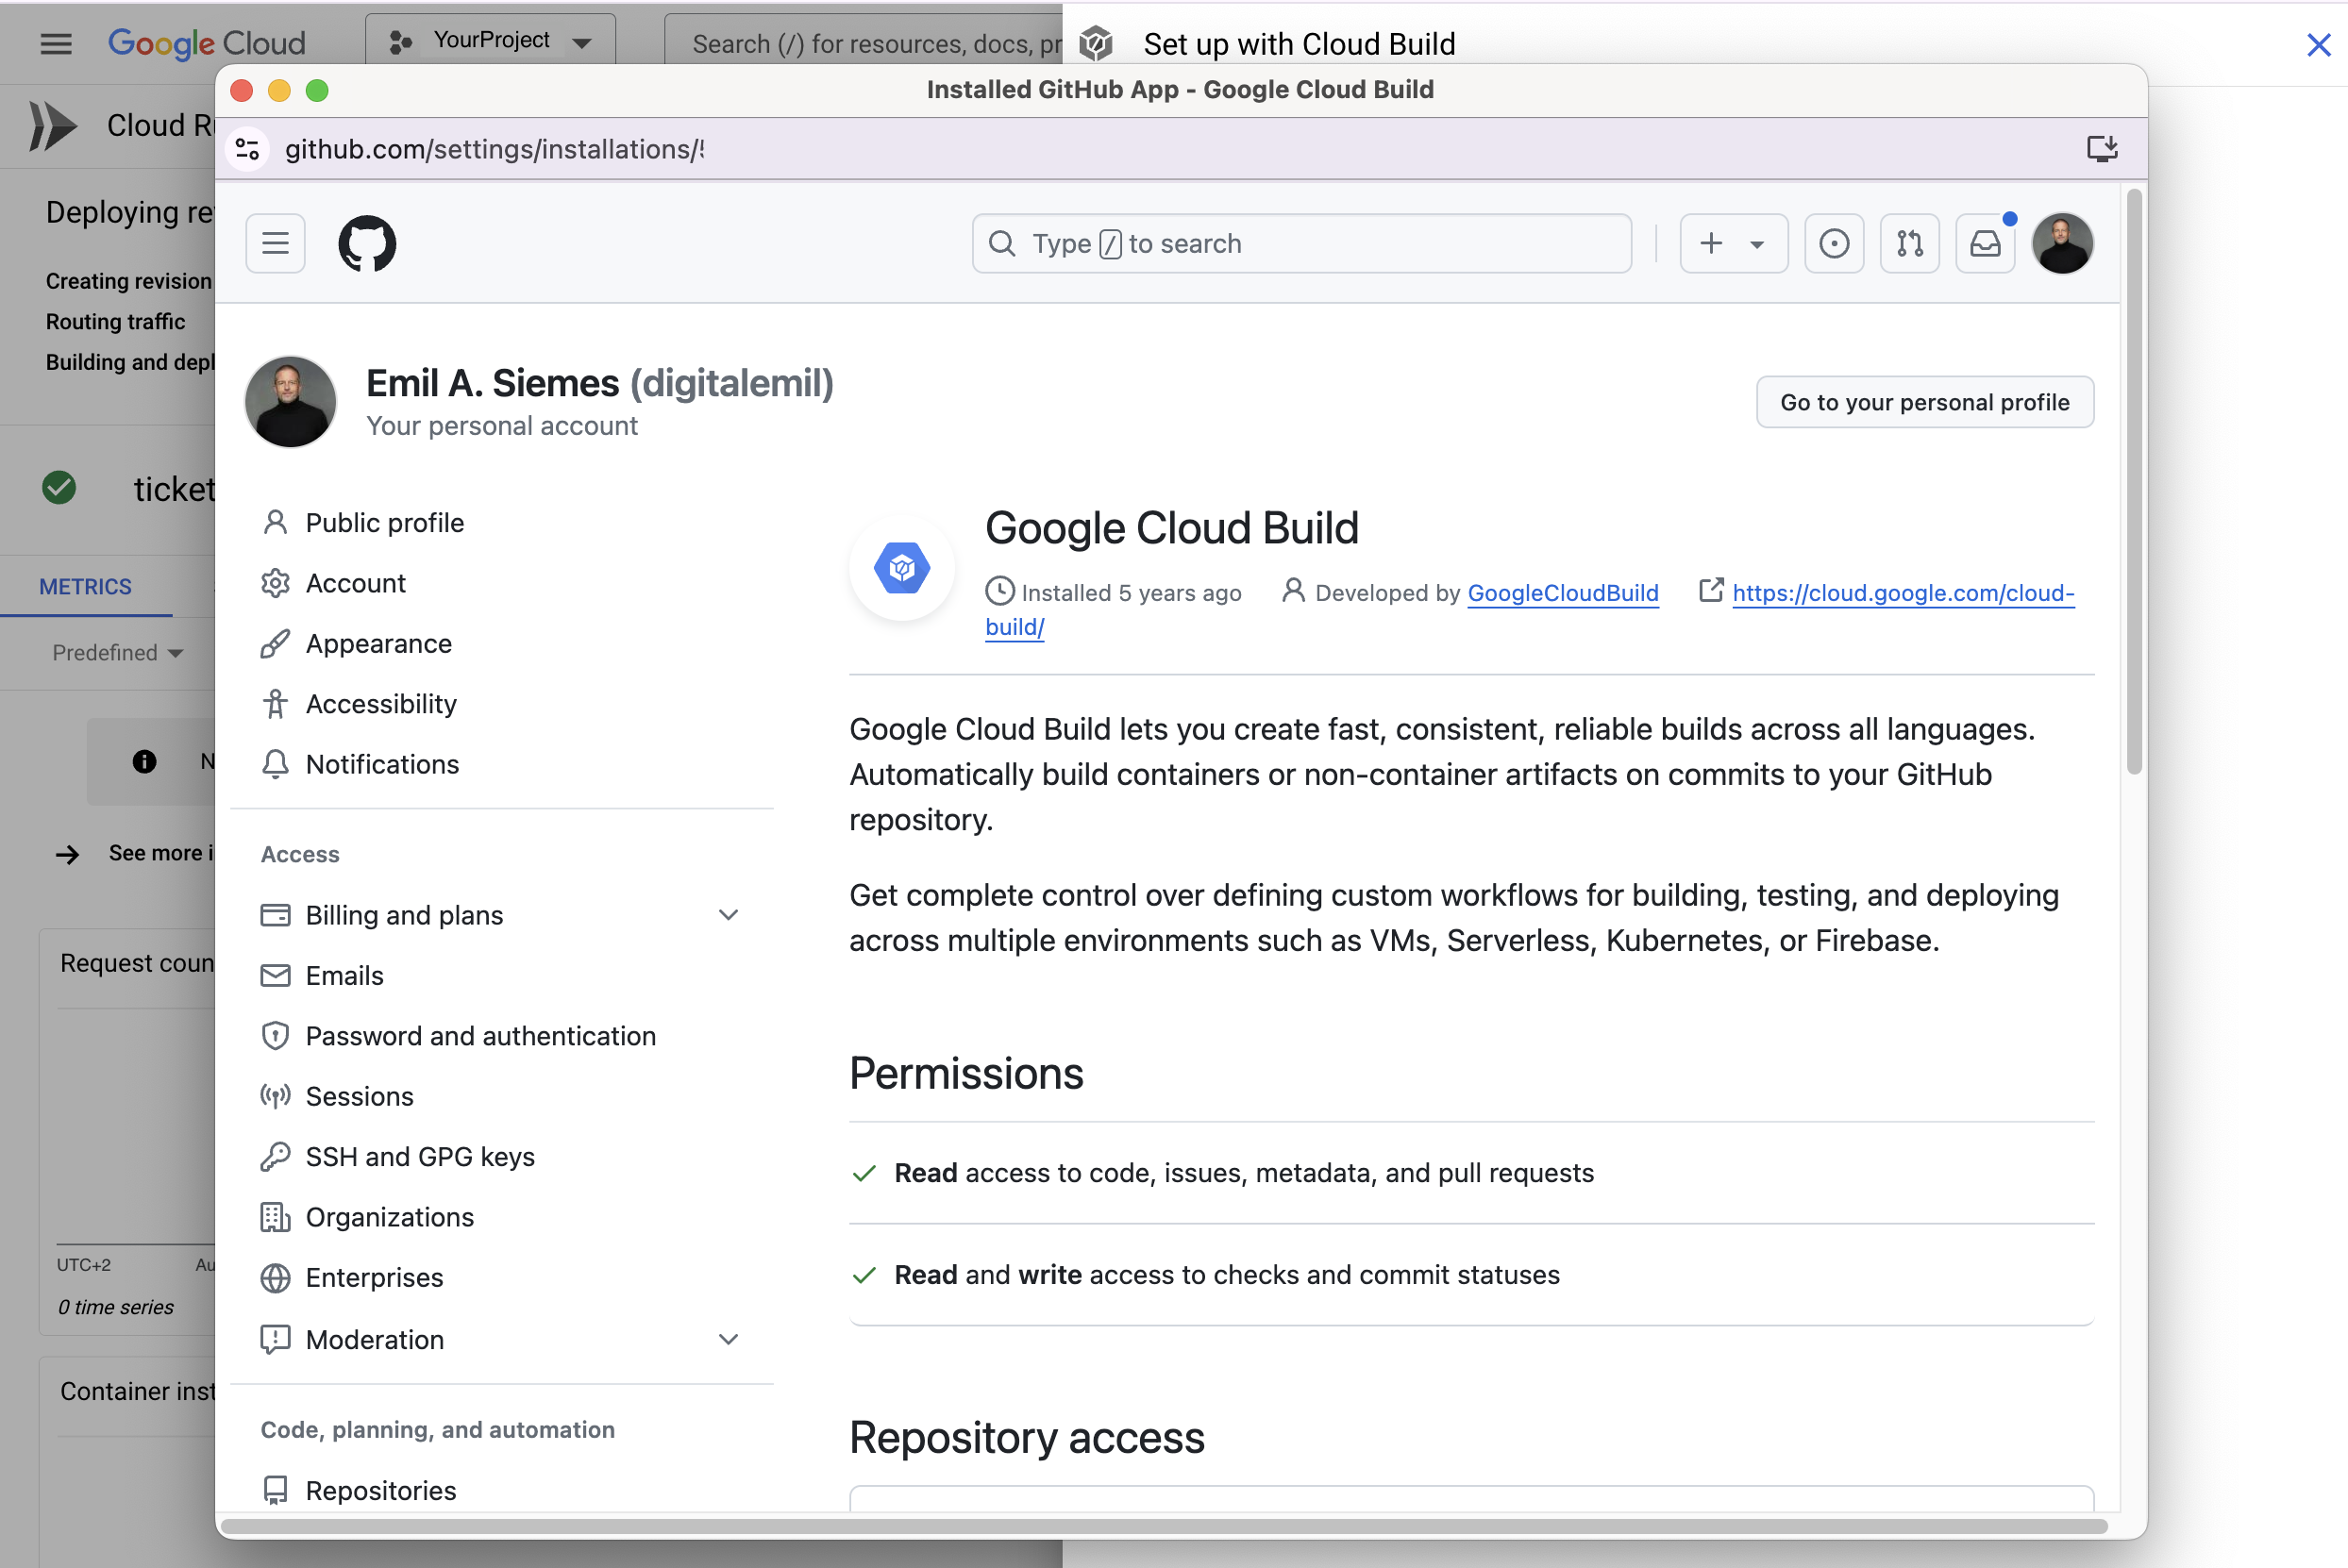 Google Cloud
YourProject
Search (/) for resources, docs,
Set up with Cloud Build
Cloud
Deploying
Creating revision
Routing traffic
Building and
ticket
METRICS
Predefined
See more
Request
UTC+2
0 time series
Container
Installed GitHub App - Google Cloud Build
github.com/settings/installations/
Type / to search
Emil A. Siemes (digitalemil)
Your personal account
Go to your personal profile
Public profile
Account
Appearance
Accessibility
Notifications
Access
Billing and plans
Emails
Password and authentication
Sessions
SSH and GPG keys
Organizations
Enterprises
Moderation
Code, planning, and automation
Repositories
Google Cloud Build
Installed 5 years ago Developed by GoogleCloudBuild https://cloud.google.com/cloud-
build/
Google Cloud Build lets you create fast, consistent, reliable builds across all languages.
Automatically build containers or non-container artifacts on commits to your GitHub
repository.
Get complete control over defining custom workflows for building, testing, and deploying
across multiple environments such as VMs, Serverless, Kubernetes, or Firebase.
Permissions
Read access to code, issues, metadata, and pull requests
Read and write access to checks and commit statuses
Repository access